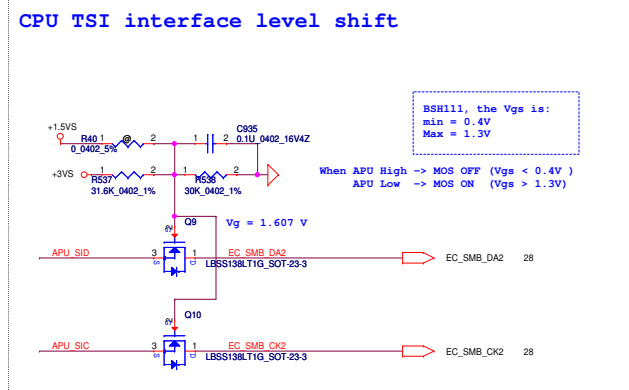 CPU TSI interface level shift
BSH111, the Vgs is:
min = 0.4V
Max = 1.3V
+1.5VS
R40 1 @ 2
0_0402_5%
1 2 C935
0.1U_0402_16V4Z
+3VS
1 2
R537
31.6K_0402_1%
1 2
R538
30K_0402_1%
When APU High -> MOS OFF (Vgs < 0.4V )
APU Low -> MOS ON (Vgs > 1.3V)
Vg = 1.607 V
Q9
G 2
APU_SID 3 S D 1 EC_SMB_DA2
LBSS138LT1G_SOT-23-3
EC_SMB_DA2 28
Q10
G 2
APU_SIC 3 S D 1 EC_SMB_CK2
LBSS138LT1G_SOT-23-3
EC_SMB_CK2 28